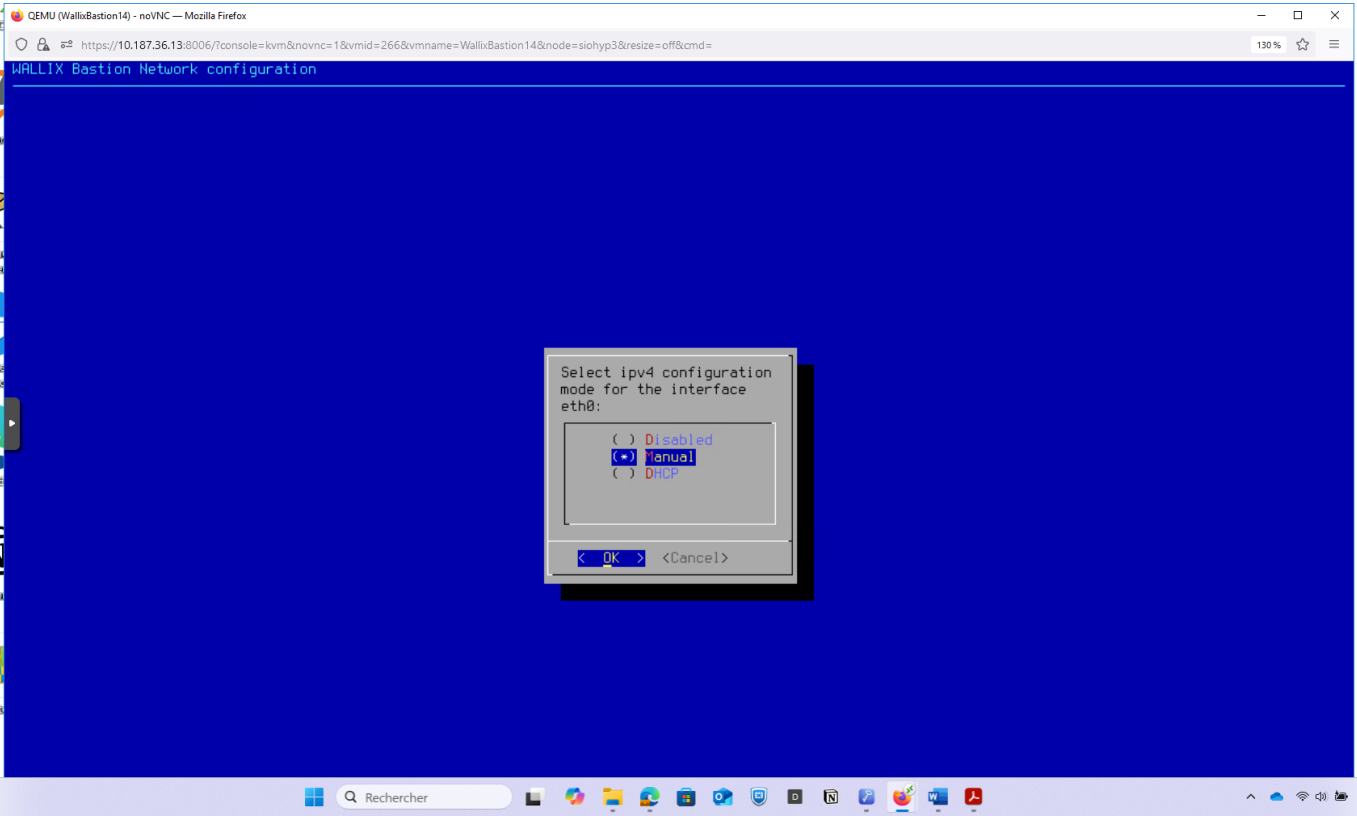 QEMU (WallixBastion14) - noVNC — Mozilla Firefox
https://10.187.36.13:8006/?console=kvm&novnc=1&vmid=266&vmname=WallixBastion14&node=siohyp3&resize=off&cmd=
130 %
WALLIX Bastion Network configuration
Select ipv4 configuration
mode for the interface
eth0:
( ) Disabled
(*) Manual
( ) DHCP
< OK > <Cancel>
Rechercher